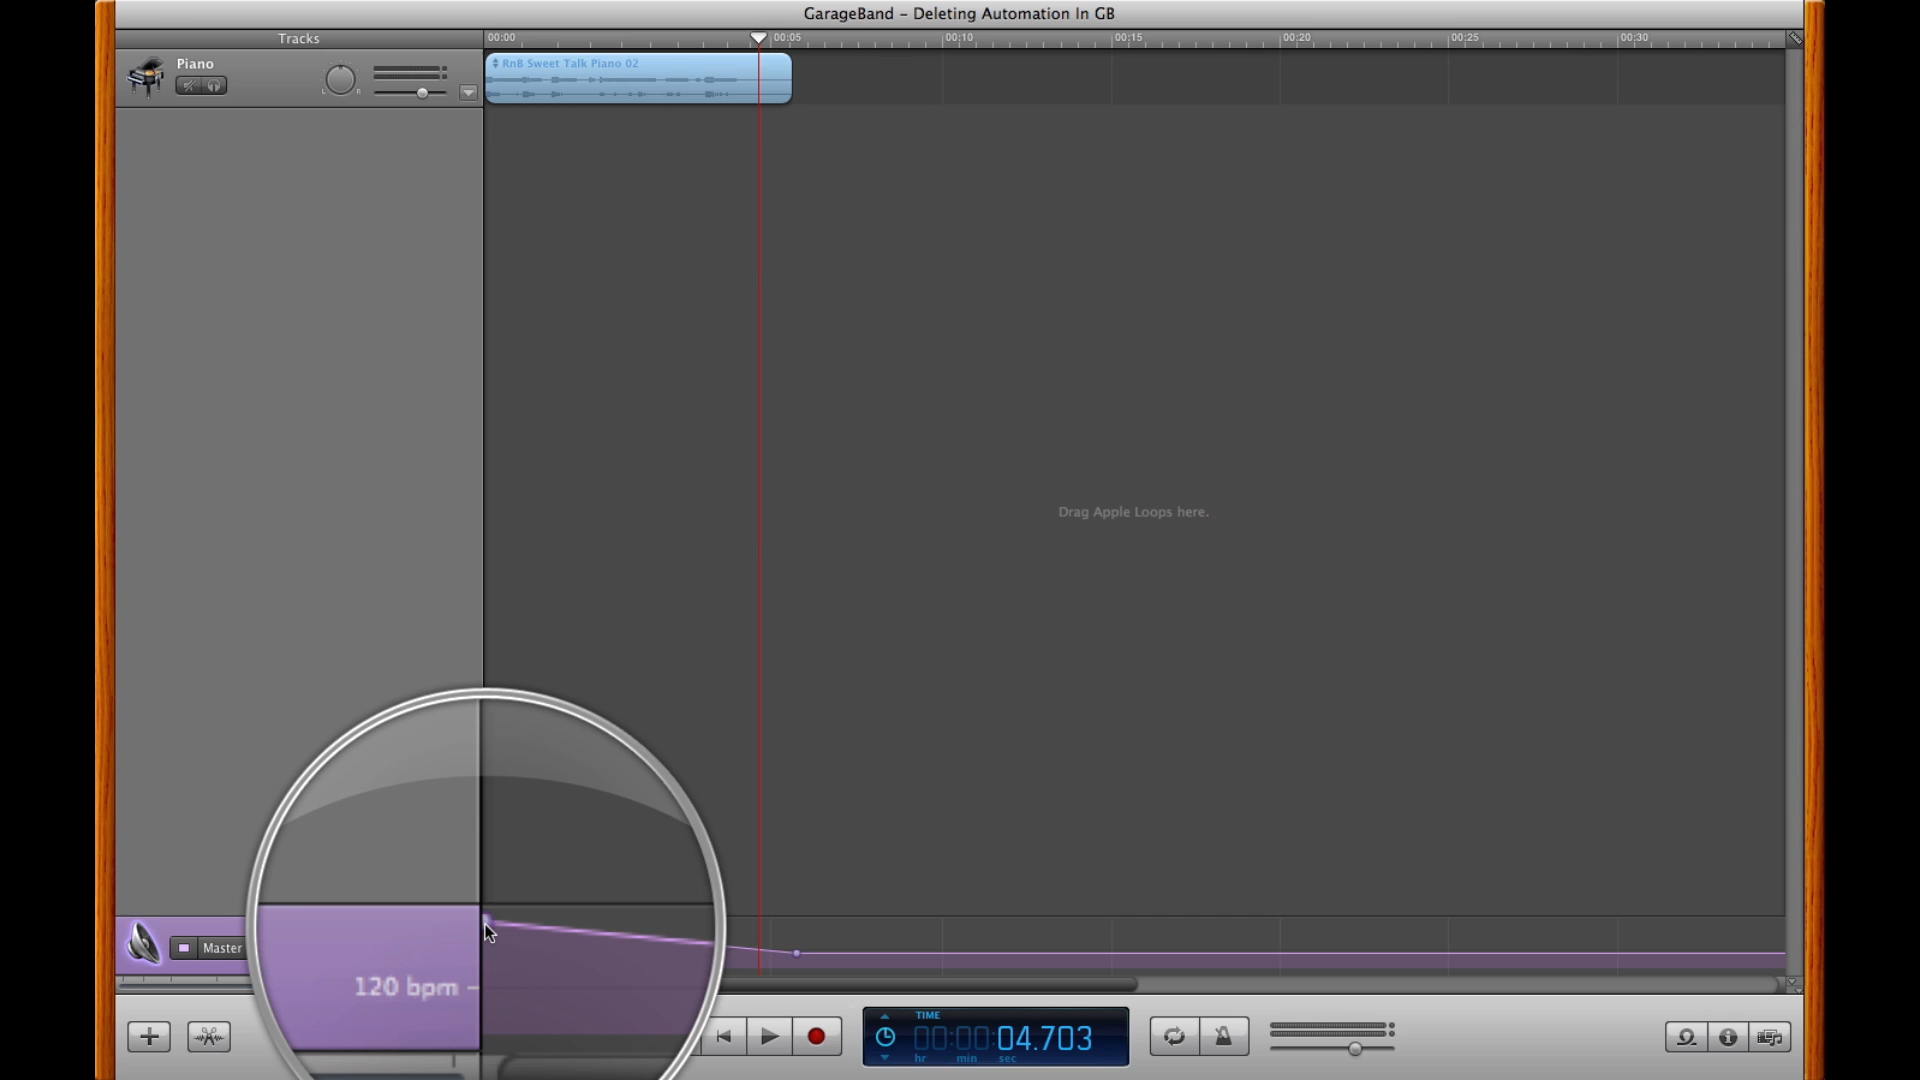 GarageBand – Deleting Automation In GB
Tracks
00:00
00:05
00:10
00:15
00:20
00:25
00:30
Piano
L R
RnB Sweet Talk Piano 02
Drag Apple Loops here.
Master
120 bpm
TIME
00:00:04.703
hr min sec